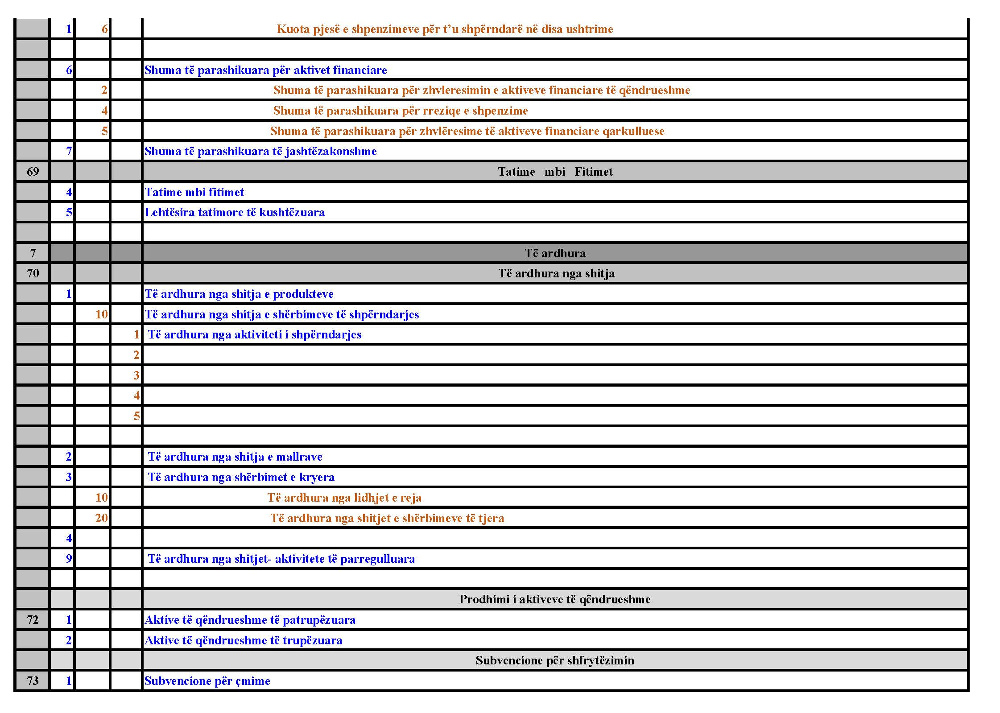 1 6 Kuota pjesë e shpenzimeve për t’u shpërndarë në disa ushtrime
6 Shuma të parashikuara për aktivet financiare
2 Shuma të parashikuara për zhvleresimin e aktiveve financiare të qëndrueshme
4 Shuma të parashikuara për rreziqe e shpenzime
5 Shuma të parashikuara për zhvlëresime të aktiveve financiare qarkulluese
7 Shuma të parashikuara të jashtëzakonshme
69 Tatime mbi Fitimet
4 Tatime mbi fitimet
5 Lehtësira tatimore të kushtëzuara
7 Të ardhura
70 Të ardhura nga shitja
1 Të ardhura nga shitja e produkteve
10 Të ardhura nga shitja e shërbimeve të shpërndarjes
1 Të ardhura nga aktiviteti i shpërndarjes
2
3
4
5
2 Të ardhura nga shitja e mallrave
3 Të ardhura nga shërbimet e kryera
10 Të ardhura nga lidhjet e reja
20 Të ardhura nga shitjet e shërbimeve të tjera
4
9 Të ardhura nga shitjet- aktivitete të parregulluara
Prodhimi i aktiveve të qëndrueshme
72 1 Aktive të qëndrueshme të patrupëzuara
2 Aktive të qëndrueshme të trupëzuara
Subvencione për shfrytëzimin
73 1 Subvencione për çmime